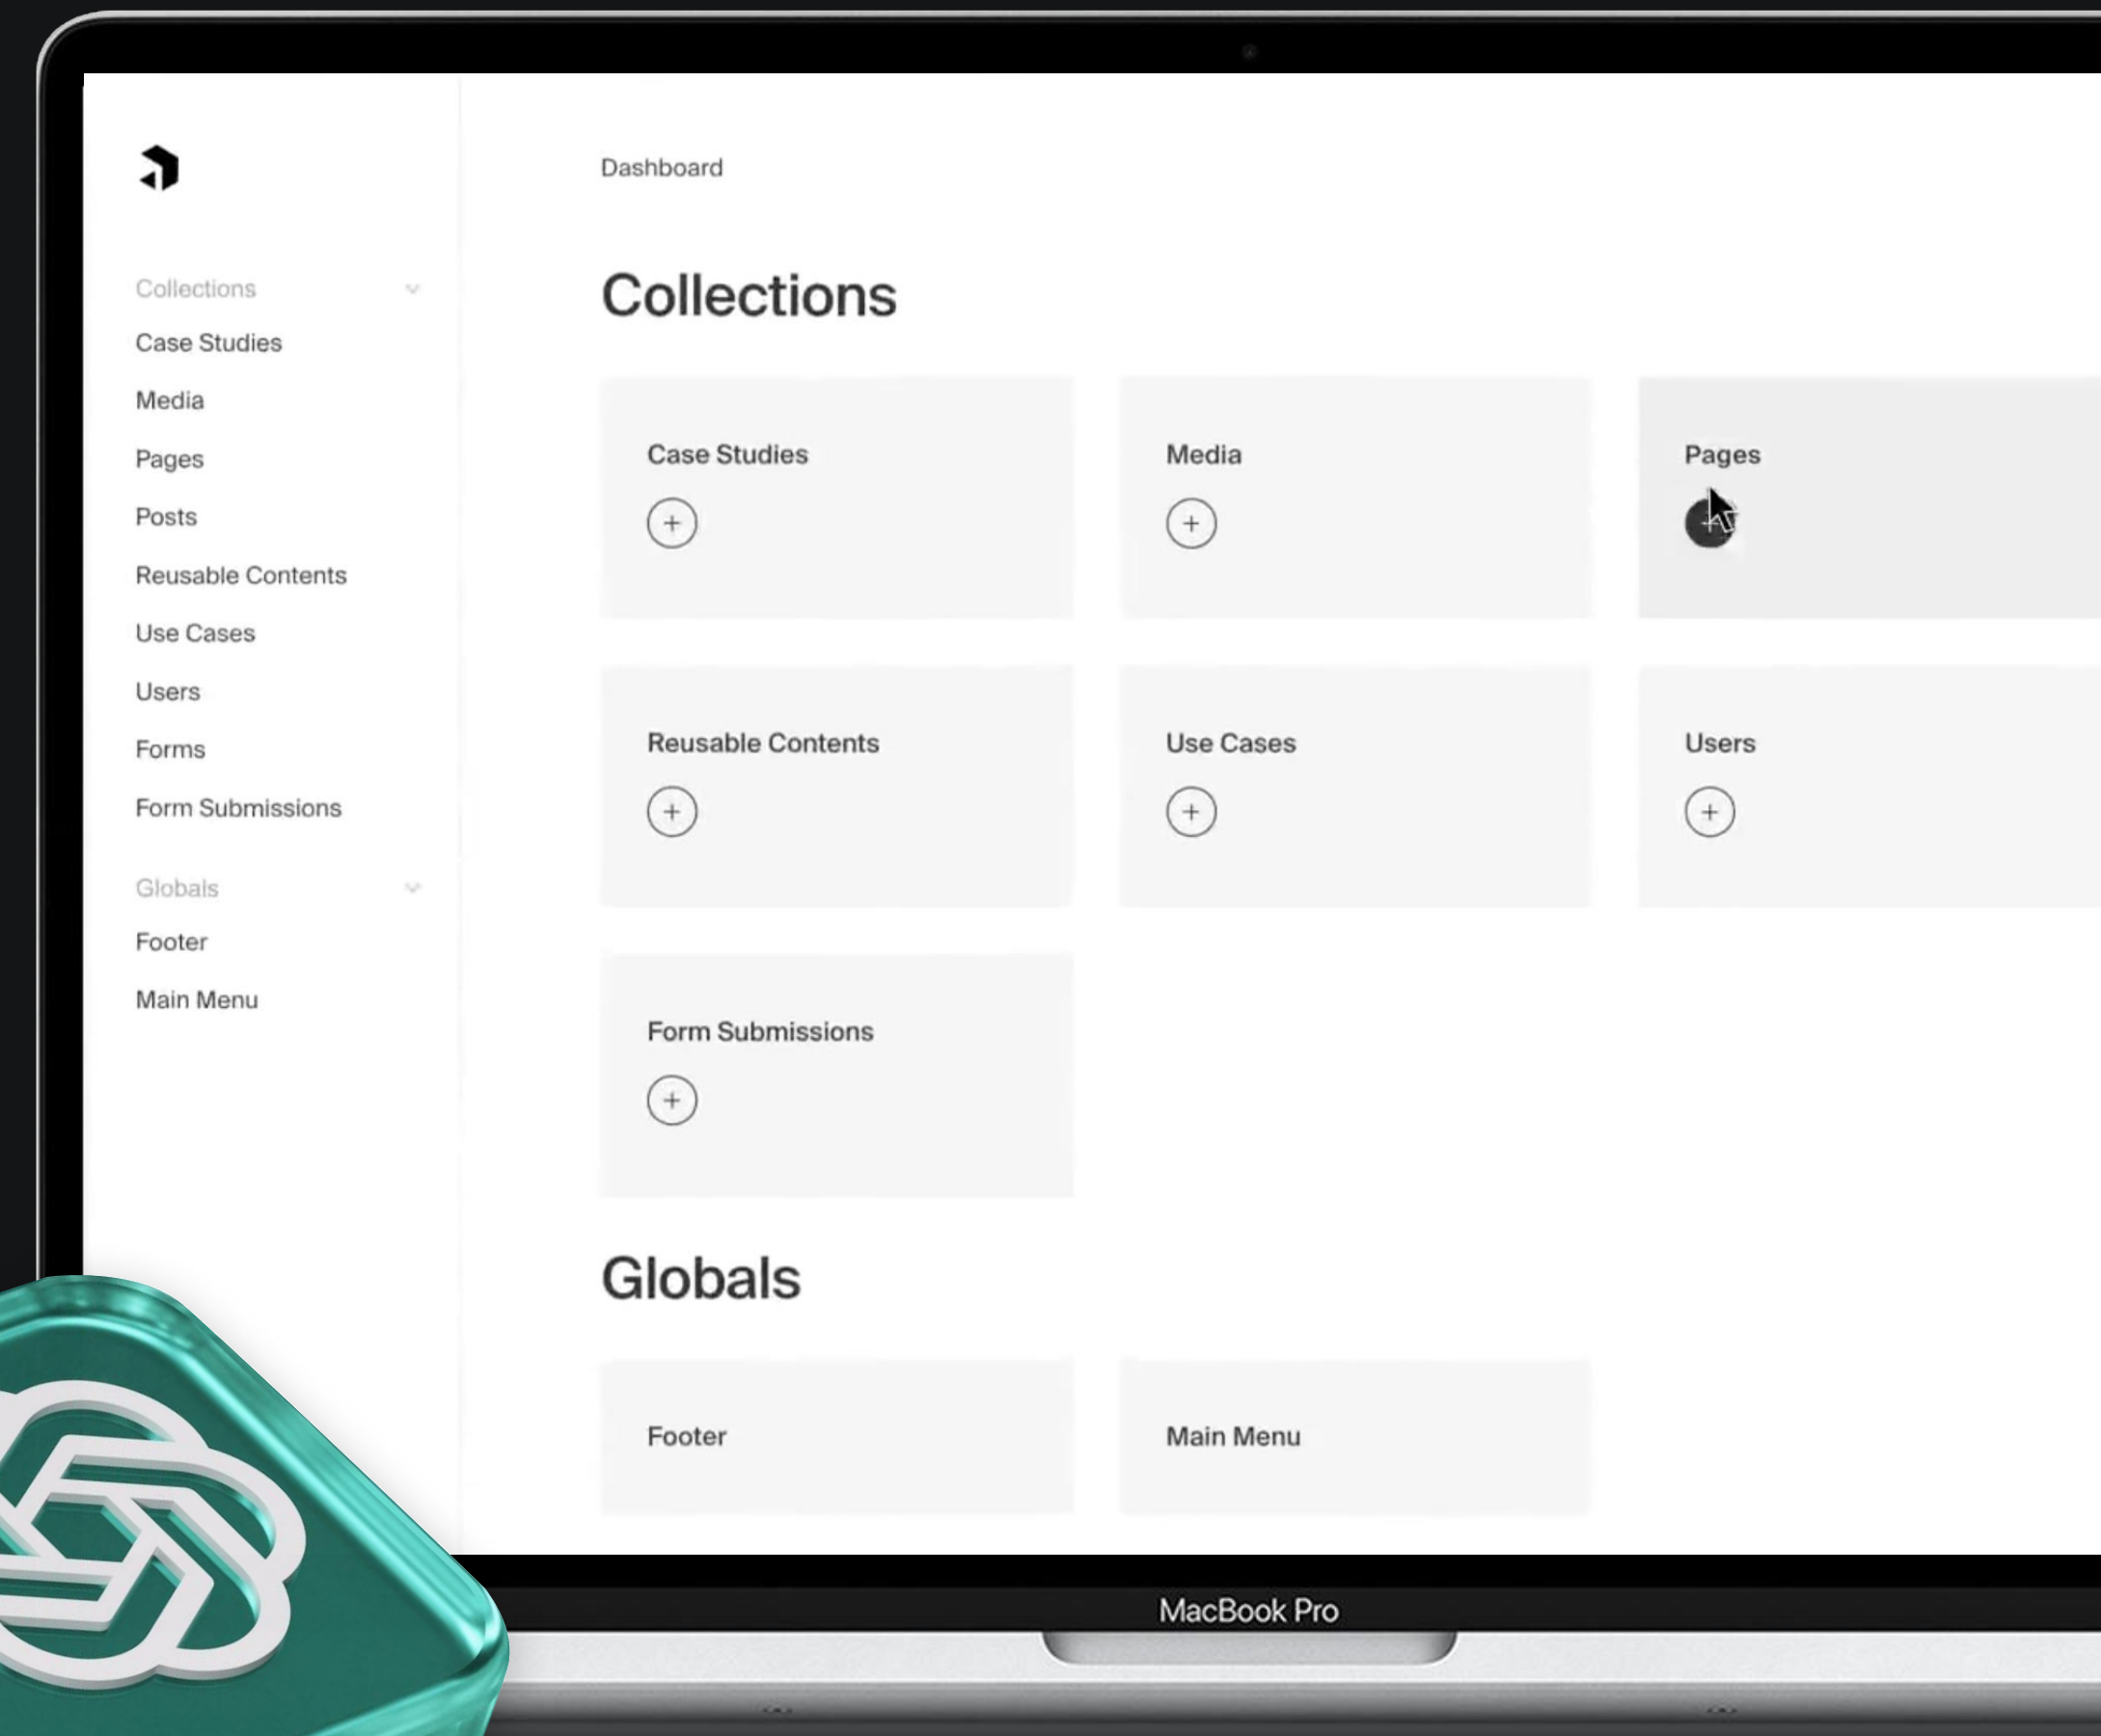 Dashboard
Collections
Case Studies
Media
Pages
Posts
Reusable Contents
Use Cases
Users
Forms
Form Submissions
Globals
Footer
Main Menu
Collections
Case Studies
Media
Pages
Reusable Contents
Use Cases
Users
Form Submissions
Globals
Footer
Main Menu
MacBook Pro